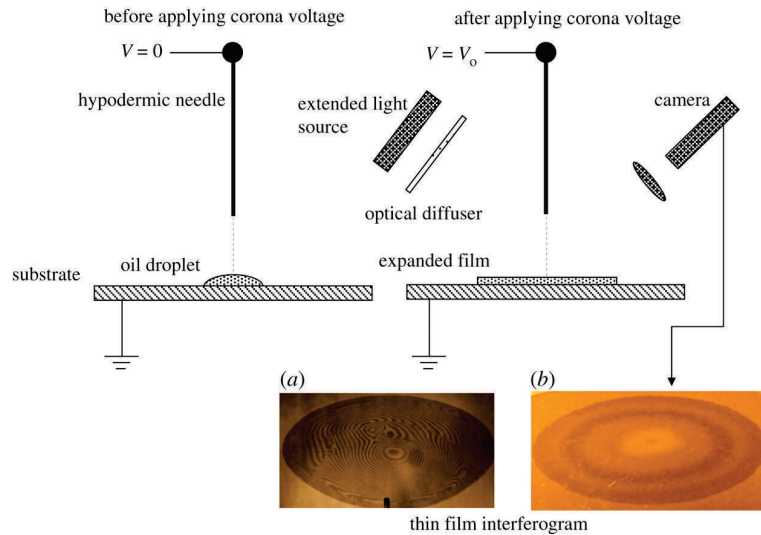 before applying corona voltage
V = 0
hypodermic needle
oil droplet
substrate
after applying corona voltage
V = Vₒ
extended light
source
camera
optical diffuser
expanded film
(a)
(b)
thin film interferogram